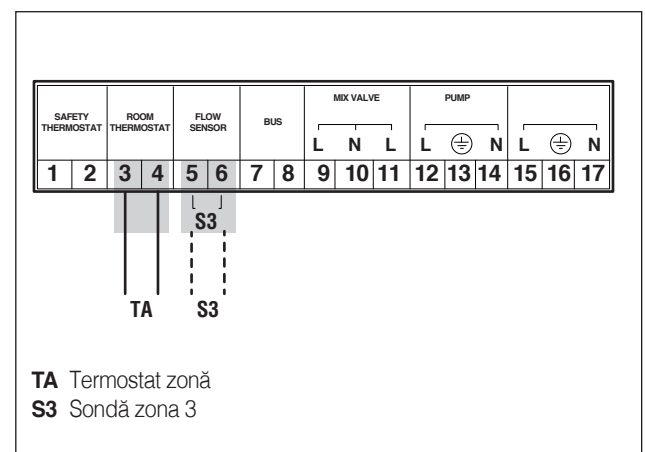 SAFETY THERMOSTAT ROOM THERMOSTAT FLOW SENSOR BUS MIX VALVE PUMP
L N L L N L N
1 2 3 4 5 6 7 8 9 10 11 12 13 14 15 16 17
S3
TA S3
TA Termostat zonă
S3 Sondă zona 3